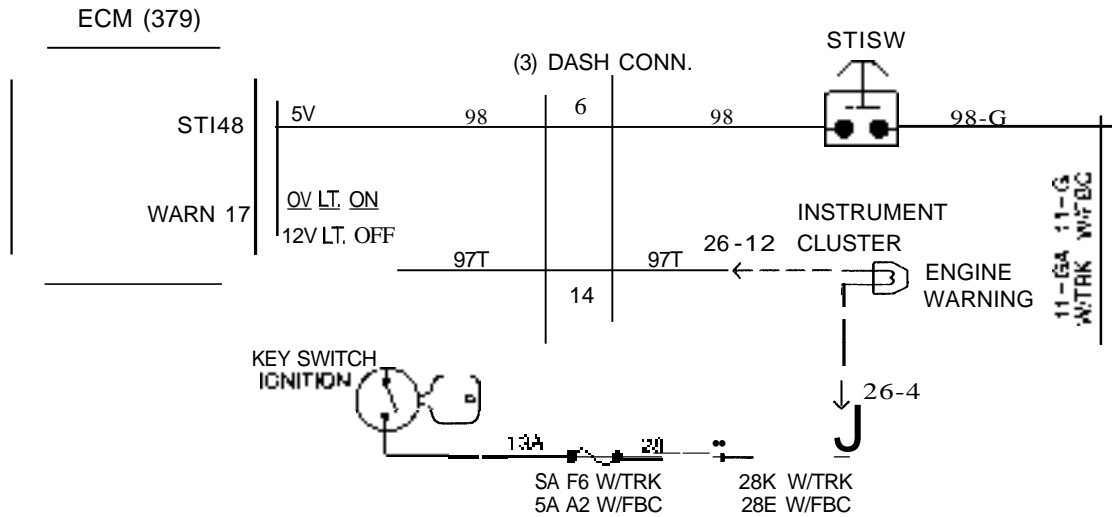 ECM (379)
STISW
(3) DASH CONN.
STI48 5V 98 6 98 98-G
WARN 17 0V LT. ON
12V LT. OFF
INSTRUMENT
CLUSTER
97T 97T 26-12
ENGINE
WARNING
14
11-GA 11-G
W/TRK W/FBC
KEY SWITCH
IGNITION
26-4
J
13A 28
SA F6 W/TRK 28K W/TRK
5A A2 W/FBC 28E W/FBC